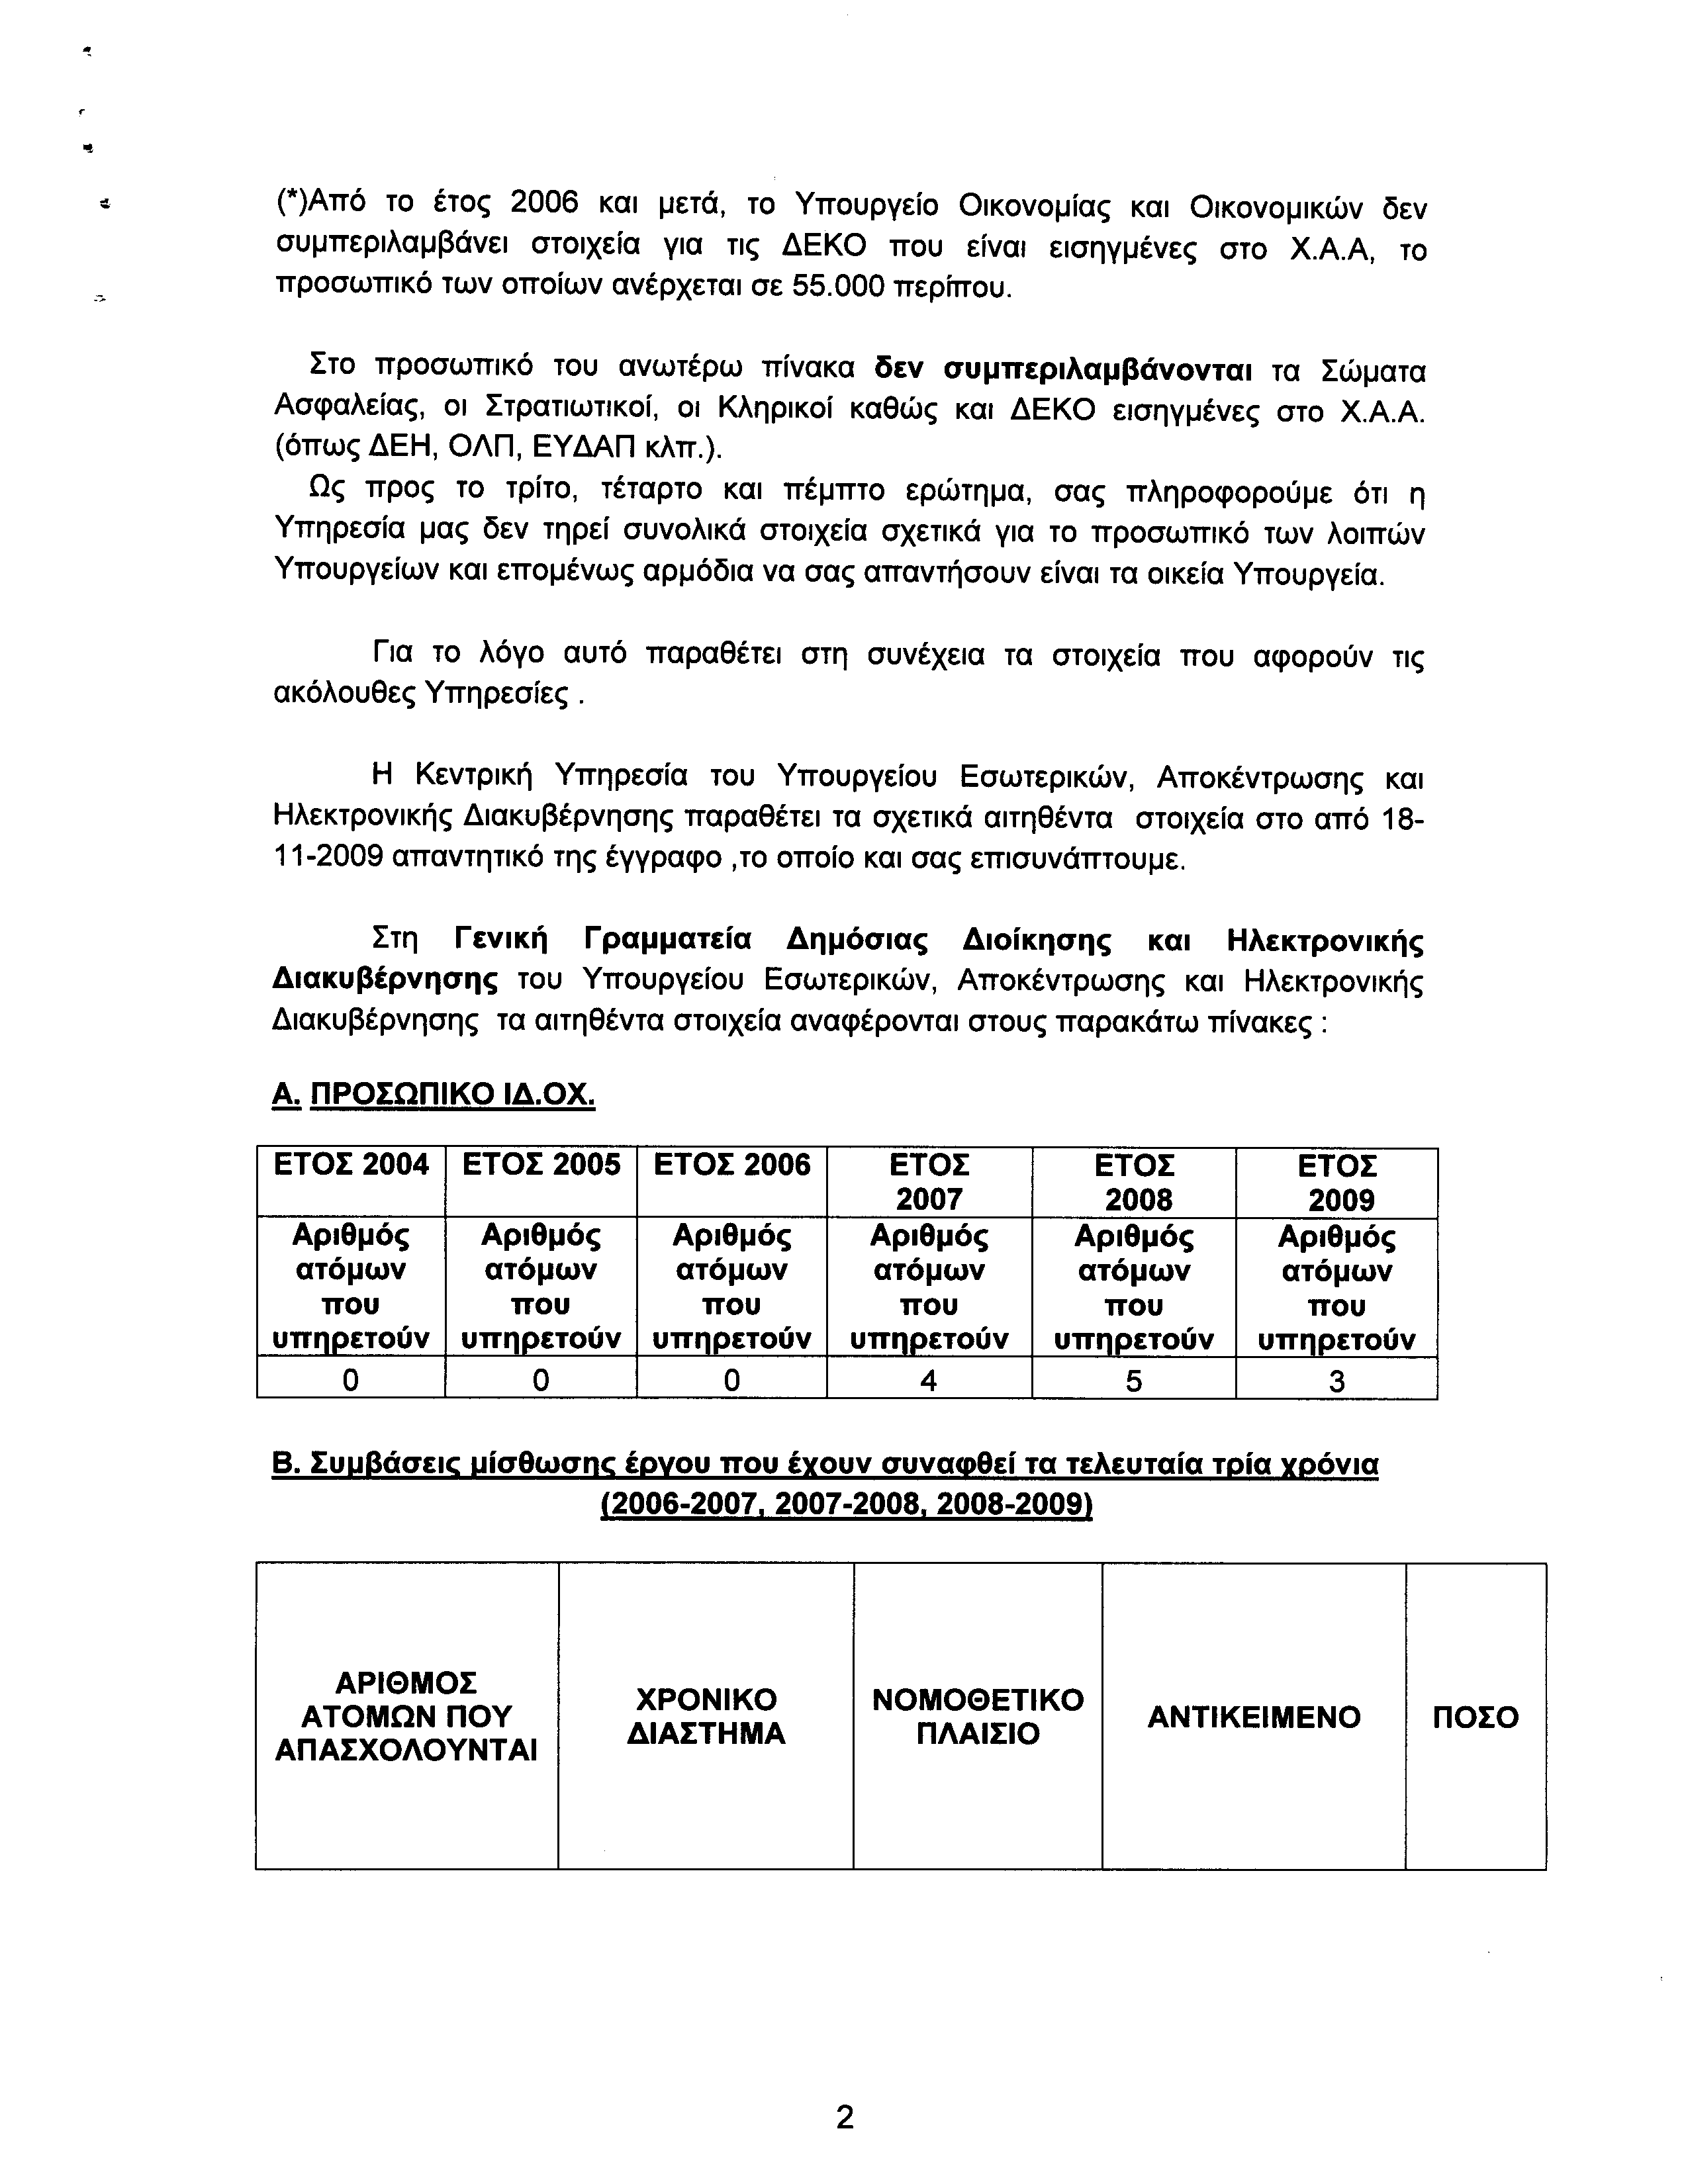 (*)Από το έτος 2006 και μετά, το Υπουργείο Οικονομίας και Οικονομικών δεν
συμπεριλαμβάνει στοιχεία για τις ΔΕΚΟ που είναι εισηγμένες στο Χ.Α.Α, το
προσωπικό των οποίων ανέρχεται σε 55.000 περίπου.
Στο προσωπικό του ανωτέρω πίνακα δεν συμπεριλαμβάνονται τα Σώματα
Ασφαλείας, οι Στρατιωτικοί, οι Κληρικοί καθώς και ΔΕΚΟ εισηγμένες στο Χ.Α.Α.
(όπως ΔΕΗ, ΟΛΠ, ΕΥΔΑΠ κλπ.).
Ως προς το τρίτο, τέταρτο και πέμπτο ερώτημα, σας πληροφορούμε ότι η
Υπηρεσία μας δεν τηρεί συνολικά στοιχεία σχετικά για το προσωπικό των λοιπών
Υπουργείων και επομένως αρμόδια να σας απαντήσουν είναι τα οικεία Υπουργεία.
Για το λόγο αυτό παραθέτει στη συνέχεια τα στοιχεία που αφορούν τις
ακόλουθες Υπηρεσίες .
Η Κεντρική Υπηρεσία του Υπουργείου Εσωτερικών, Αποκέντρωσης και
Ηλεκτρονικής Διακυβέρνησης παραθέτει τα σχετικά αιτηθέντα στοιχεία στο από 18-
11-2009 απαντητικό της έγγραφο ,το οποίο και σας επισυνάπτουμε.
Στη Γενική Γραμματεία Δημόσιας Διοίκησης και Ηλεκτρονικής
Διακυβέρνησης του Υπουργείου Εσωτερικών, Αποκέντρωσης και Ηλεκτρονικής
Διακυβέρνησης τα αιτηθέντα στοιχεία αναφέρονται στους παρακάτω πίνακες :
Α. ΠΡΟΣΩΠΙΚΟ ΙΔ.ΟΧ.
ΕΤΟΣ 2004 ΕΤΟΣ 2005 ΕΤΟΣ 2006 ΕΤΟΣ ΕΤΟΣ ΕΤΟΣ
2007 2008 2009
Αριθμός Αριθμός Αριθμός Αριθμός Αριθμός Αριθμός
ατόμων ατόμων ατόμων ατόμων ατόμων ατόμων
που που που που που που
υπηρετούν υπηρετούν υπηρετούν υπηρετούν υπηρετούν υπηρετούν
0 0 0 4 5 3
Β. Συμβάσεις μίσθωσης έργου που έχουν συναφθεί τα τελευταία τρία χρόνια
(2006-2007, 2007-2008, 2008-2009)
ΑΡΙΘΜΟΣ
ΑΤΟΜΩΝ ΠΟΥ
ΑΠΑΣΧΟΛΟΥΝΤΑΙ
ΧΡΟΝΙΚΟ
ΔΙΑΣΤΗΜΑ
ΝΟΜΟΘΕΤΙΚΟ
ΠΛΑΙΣΙΟ
ΑΝΤΙΚΕΙΜΕΝΟ
ΠΟΣΟ
2